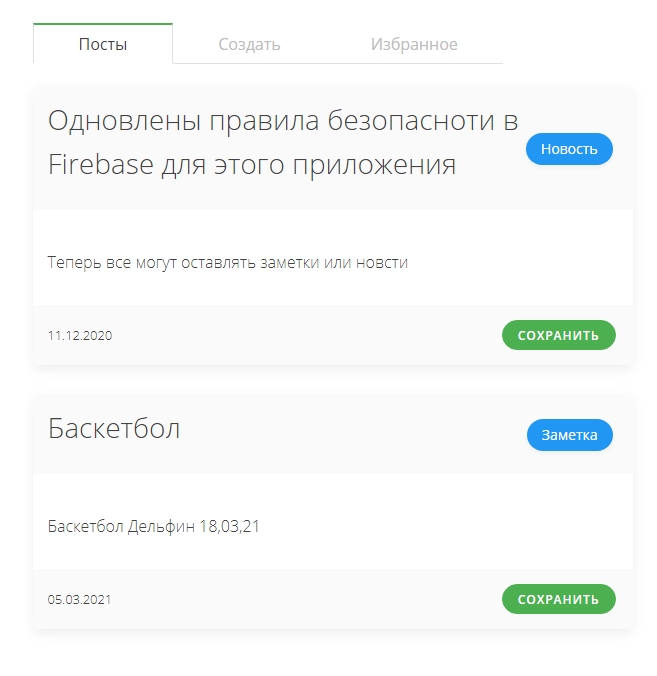 Посты Создать Избранное
Одновлены правила безопасноти в
Firebase для этого приложения
Новость
Теперь все могут оставлять заметки или новсти
11.12.2020 СОХРАНИТЬ
Баскетбол Заметка
Баскетбол Дельфин 18,03,21
05.03.2021 СОХРАНИТЬ